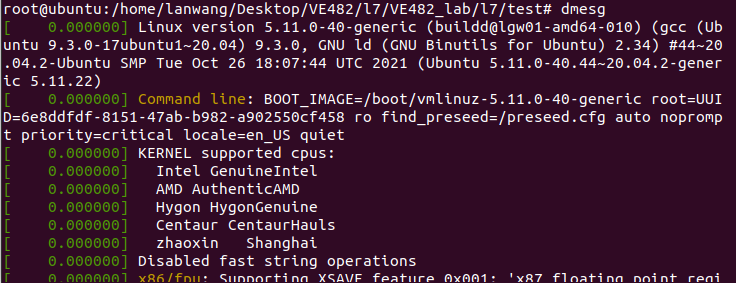 root@ubuntu:/home/lanwang/Desktop/VE482/l7/VE482_lab/l7/test# dmesg
[    0.000000] Linux version 5.11.0-40-generic (buildd@lgw01-amd64-010) (gcc (Ub
untu 9.3.0-17ubuntu1~20.04) 9.3.0, GNU ld (GNU Binutils for Ubuntu) 2.34) #44~20
.04.2-Ubuntu SMP Tue Oct 26 18:07:44 UTC 2021 (Ubuntu 5.11.0-40.44~20.04.2-gener
ic 5.11.22)
[    0.000000] Command line: BOOT_IMAGE=/boot/vmlinuz-5.11.0-40-generic root=UUI
D=6e8ddfdf-8151-47ab-b982-a902550cf458 ro find_preseed=/preseed.cfg auto nopromp
t priority=critical locale=en_US quiet
[    0.000000] KERNEL supported cpus:
[    0.000000]   Intel GenuineIntel
[    0.000000]   AMD AuthenticAMD
[    0.000000]   Hygon HygonGenuine
[    0.000000]   Centaur CentaurHauls
[    0.000000]   zhaoxin   Shanghai
[    0.000000] Disabled fast string operations
[    0.000000] x86/fpu: Supporting XSAVE feature 0x001: 'x87 floating point regi